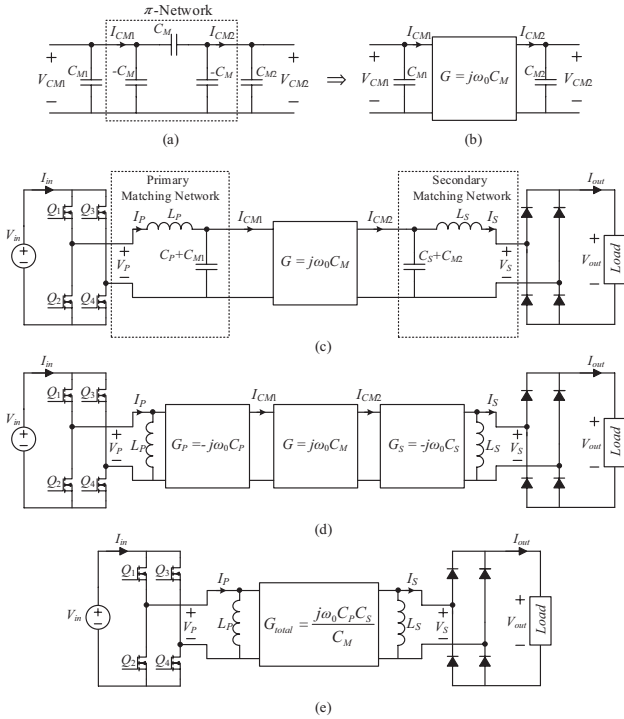 π-Network
I_CM1 C_M I_CM2
+ + + +
V_CM1 C_M1 -C_M -C_M C_M2 V_CM2 ⇒ V_CM1 C_M1 G = jω₀C_M C_M2 V_CM2
− − − −
I_CM1 I_CM2
(a) (b)
I_in Primary Matching Network Secondary Matching Network I_out
Q₁ Q₃ I_P L_P I_CM1 I_CM2 L_S I_S
V_in + V_P − C_P+C_M1 G = jω₀C_M C_S+C_M2 + V_S − + V_out − Load
Q₂ Q₄
(c)
I_in I_out
Q₁ Q₃ I_P I_CM1 I_CM2 I_S
V_in + V_P − L_P G_P =-jω₀C_P G = jω₀C_M G_S =-jω₀C_S L_S + V_S − + V_out − Load
Q₂ Q₄
(d)
I_in I_out
Q₁ Q₃ I_P I_S
V_in + V_P − L_P G_total = jω₀C_P C_S / C_M L_S + V_S − + V_out − Load
Q₂ Q₄
(e)